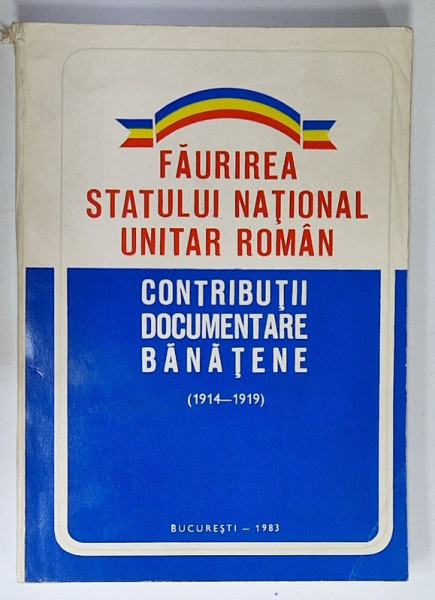 FĂURIREA
STATULUI NAŢIONAL
UNITAR ROMÂN
CONTRIBUŢII
DOCUMENTARE
BĂNĂŢENE
(1914—1919)
BUCUREŞTI — 1983